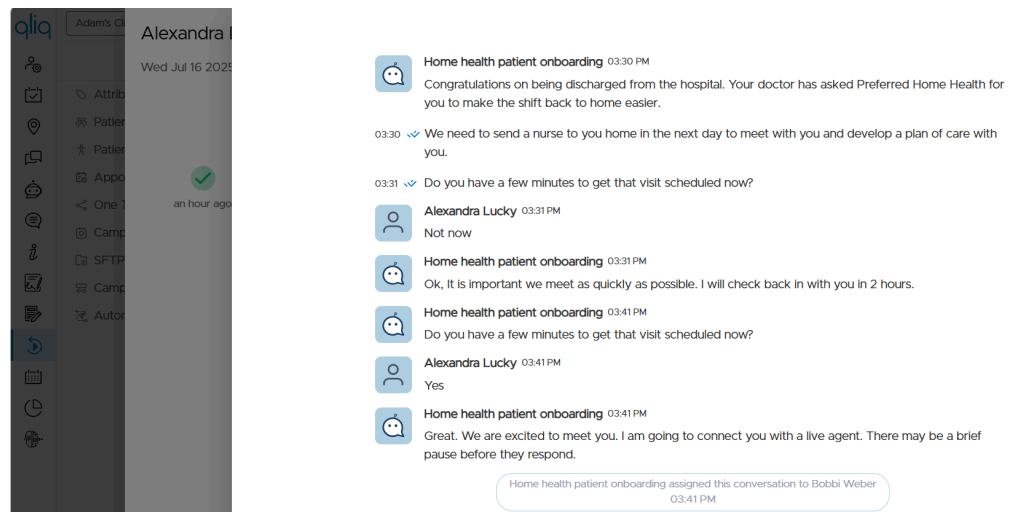 qliq
Adam's Cl
Alexandra
Wed Jul 16 2025
Attrib
Patier
Patier
Appo
One T
Camp
SFTP
Camp
Autor
an hour ago
Home health patient onboarding 03:30 PM
Congratulations on being discharged from the hospital. Your doctor has asked Preferred Home Health for
you to make the shift back to home easier.
03:30 We need to send a nurse to you home in the next day to meet with you and develop a plan of care with
you.
03:31 Do you have a few minutes to get that visit scheduled now?
Alexandra Lucky 03:31 PM
Not now
Home health patient onboarding 03:31 PM
Ok, It is important we meet as quickly as possible. I will check back in with you in 2 hours.
Home health patient onboarding 03:41 PM
Do you have a few minutes to get that visit scheduled now?
Alexandra Lucky 03:41 PM
Yes
Home health patient onboarding 03:41 PM
Great. We are excited to meet you. I am going to connect you with a live agent. There may be a brief
pause before they respond.
Home health patient onboarding assigned this conversation to Bobbi Weber
03:41 PM